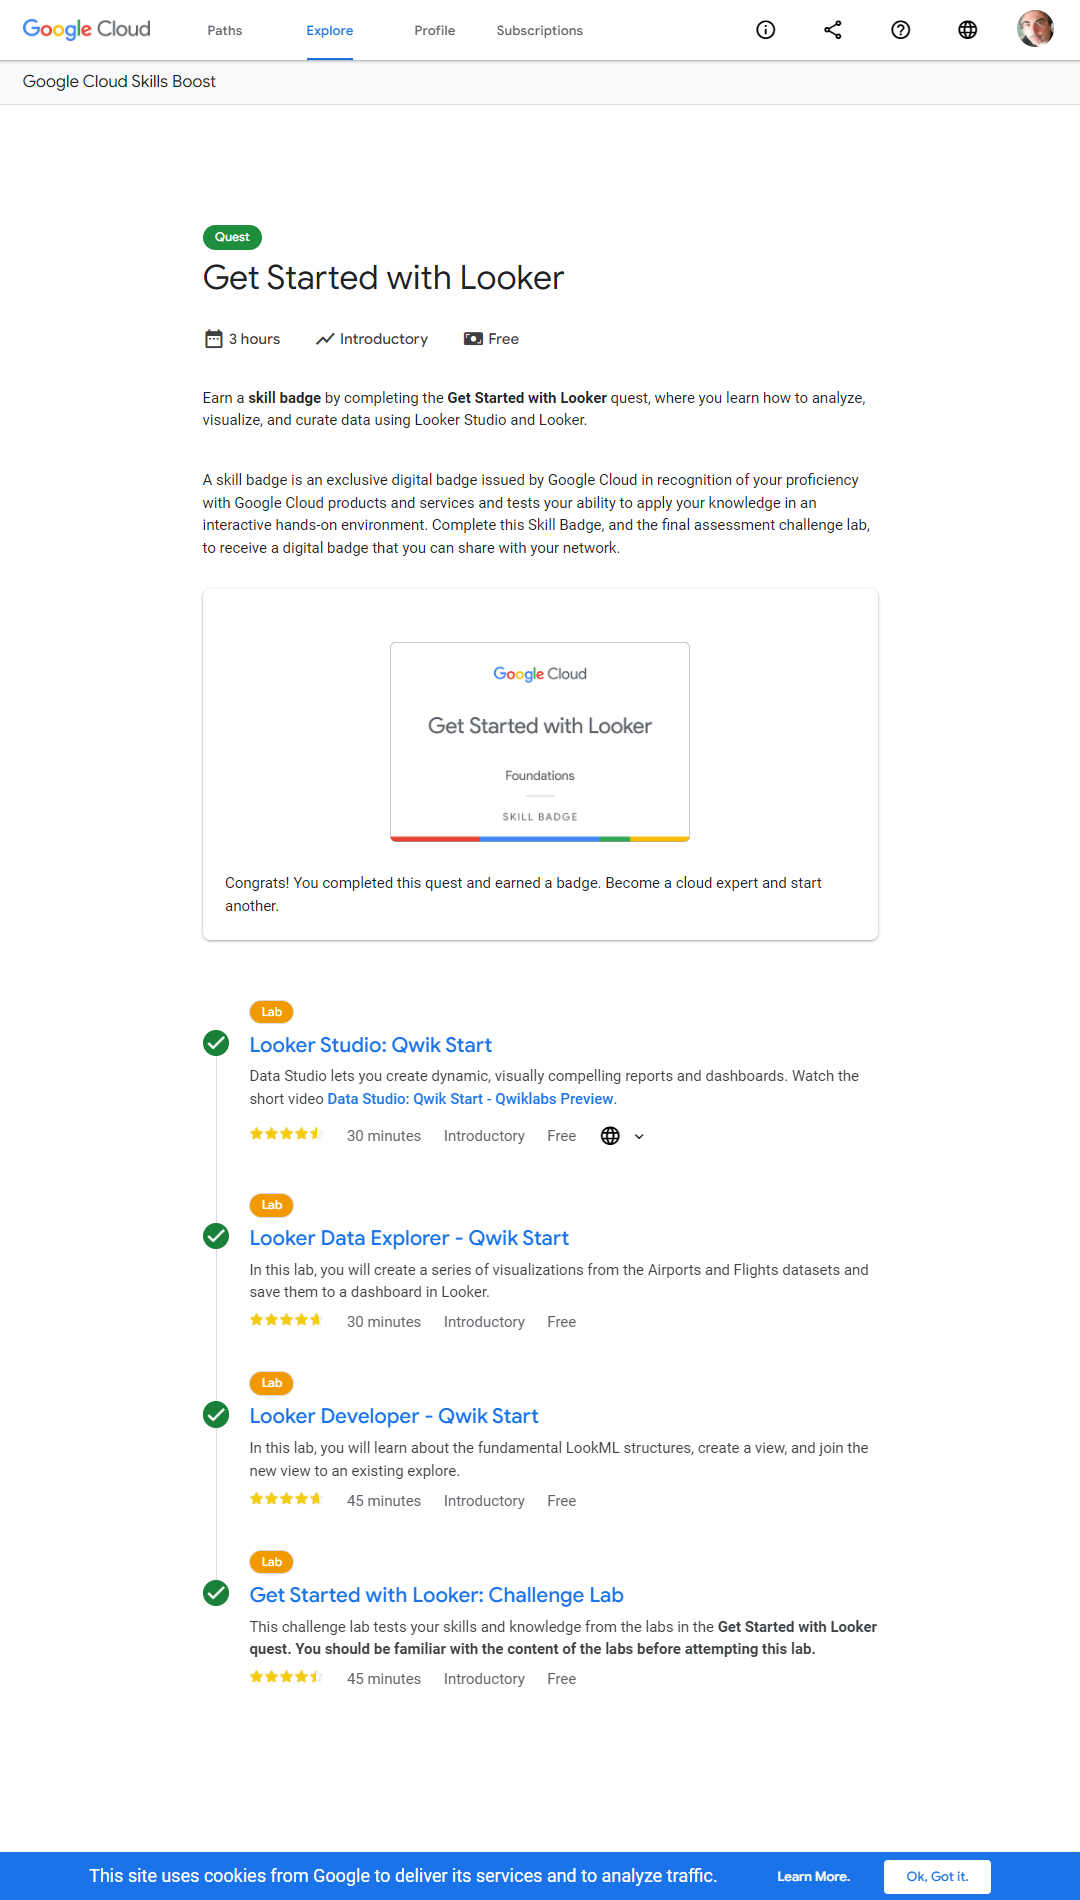 Google Cloud
Paths
Explore
Profile
Subscriptions
Google Cloud Skills Boost
Quest
Get Started with Looker
3 hours
Introductory
Free
Earn a skill badge by completing the Get Started with Looker quest, where you learn how to analyze,
visualize, and curate data using Looker Studio and Looker.
A skill badge is an exclusive digital badge issued by Google Cloud in recognition of your proficiency
with Google Cloud products and services and tests your ability to apply your knowledge in an
interactive hands-on environment. Complete this Skill Badge, and the final assessment challenge lab,
to receive a digital badge that you can share with your network.
Google Cloud
Get Started with Looker
Foundations
SKILL BADGE
Congrats! You completed this quest and earned a badge. Become a cloud expert and start
another.
Lab
Looker Studio: Qwik Start
Data Studio lets you create dynamic, visually compelling reports and dashboards. Watch the
short video Data Studio: Qwik Start - Qwiklabs Preview.
30 minutes
Introductory
Free
Lab
Looker Data Explorer - Qwik Start
In this lab, you will create a series of visualizations from the Airports and Flights datasets and
save them to a dashboard in Looker.
30 minutes
Introductory
Free
Lab
Looker Developer - Qwik Start
In this lab, you will learn about the fundamental LookML structures, create a view, and join the
new view to an existing explore.
45 minutes
Introductory
Free
Lab
Get Started with Looker: Challenge Lab
This challenge lab tests your skills and knowledge from the labs in the Get Started with Looker
quest. You should be familiar with the content of the labs before attempting this lab.
45 minutes
Introductory
Free
This site uses cookies from Google to deliver its services and to analyze traffic.
Learn More.
Ok, Got it.